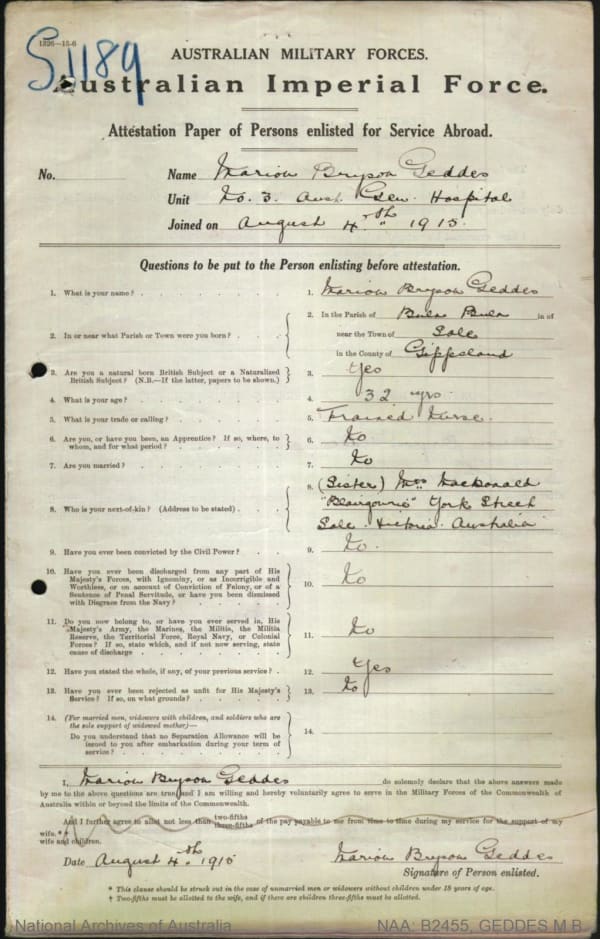 1326—15-6
S1189
AUSTRALIAN MILITARY FORCES.
Australian Imperial Force.
Attestation Paper of Persons enlisted for Service Abroad.
No. Name Marion Bryson Geddes
Unit No. 3. Aust. Gen. Hospital
Joined on August 4th 1915.
Questions to be put to the Person enlisting before attestation.
1. What is your name? 1. Marion Bryson Geddes
2. In or near what Parish or Town were you born? 2. In the Parish of Bula Bula in or
near the Town of Sale
in the County of Gippsland
3. Are you a natural born British Subject or a Naturalized British Subject? (N.B.—If the latter, papers to be shown.) 3. Yes
4. What is your age? 4. 32 yrs.
5. What is your trade or calling? 5. Trained Nurse.
6. Are you, or have you been, an Apprentice? If so, where, to whom, and for what period? 6. No
7. Are you married? 7. No
8. Who is your next-of-kin? (Address to be stated) 8. (Sister) Mrs Macdonald
"Blairgowrie" York Street
Sale. Victoria. Australia
9. Have you ever been convicted by the Civil Power? 9. No.
10. Have you ever been discharged from any part of His
Majesty's Forces, with Ignominy, or as Incorrigible and
Worthless, or on account of Conviction of Felony, or of a
Sentence of Penal Servitude, or have you been dismissed
with Disgrace from the Navy? 10. No
11. Do you now belong to, or have you ever served in, His
Majesty's Army, the Marines, the Militia, the Militia
Reserve, the Territorial Force, Royal Navy, or Colonial
Forces? If so, state which, and if not now serving, state
cause of discharge 11. No
12. Have you stated the whole, if any, of your previous service? 12. Yes
13. Have you ever been rejected as unfit for His Majesty's
Service? If so, on what grounds? 13. No
14. (For married men, widowers with children, and soldiers who are
the sole support of widowed mother)—
Do you understand that no Separation Allowance will be
issued to you after embarkation during your term of
service? 14.
I, Marion Bryson Geddes do solemnly declare that the above answers made
by me to the above questions are true, and I am willing and hereby voluntarily agree to serve in the Military Forces of the Commonwealth of
Australia within or beyond the limits of the Commonwealth.
And I further agree to allot not less than two-fifths three-fifths of the pay payable to me from time to time during my service for the support of my
wife.* †
wife and children.
Date August 4th. 1915 Marion Bryson Geddes
Signature of Person enlisted.
* This clause should be struck out in the case of unmarried men or widowers without children under 18 years of age.
† Two-fifths must be allotted to the wife, and if there are children three-fifths must be allotted.
National Archives of Australia NAA: B2455, GEDDES M B